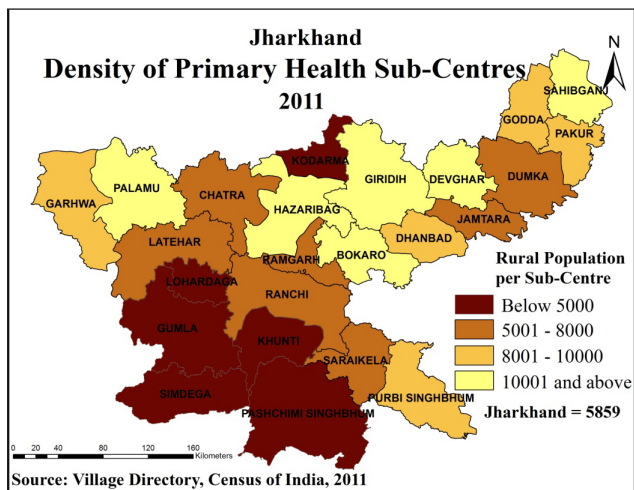 Jharkhand
Density of Primary Health Sub-Centres
2011
N
SAHIBGANJ
GODDA
PAKUR
KODARMA
GIRIDIH
DEVGHAR
DUMKA
PALAMU
CHATRA
GARHWA
HAZARIBAG
JAMTARA
DHANBAD
LATEHAR
BOKARO
RAMGARH
LOHARDAGA
RANCHI
GUMLA
KHUNTI
SARAIKELA
SIMDEGA
PURBI SINGHBHUM
PASHCHIMI SINGHBHUM
Rural Population
per Sub-Centre
Below 5000
5001 - 8000
8001 - 10000
10001 and above
Jharkhand = 5859
0 20 40 80 120 160
Kilometers
Source: Village Directory, Census of India, 2011